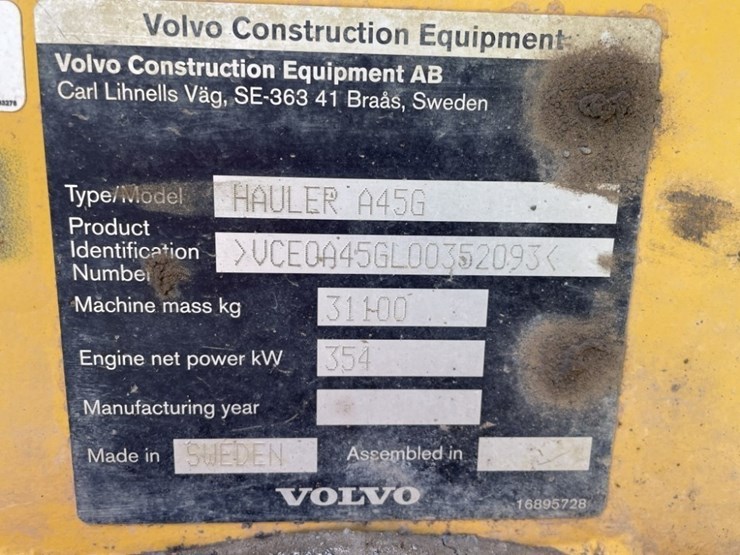 Volvo Construction Equipment
Volvo Construction Equipment AB
Carl Lihnells Väg, SE-363 41 Braås, Sweden
Type/Model HAULER A45G
Product
Identification
Number >VCE0A45GL00352093<
Machine mass kg 31100
Engine net power kW 354
Manufacturing year
Made in SWEDEN Assembled in
VOLVO
16895728